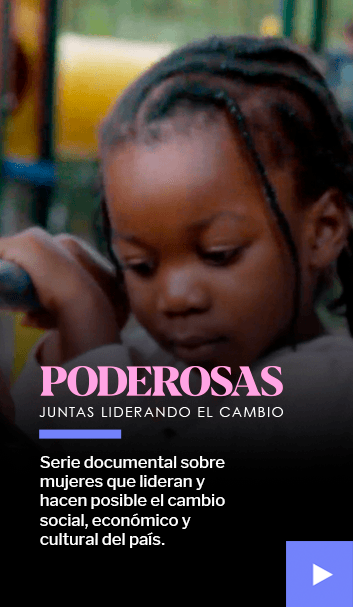 PODEROSAS
JUNTAS LIDERANDO EL CAMBIO
Serie documental sobre
mujeres que lideran y
hacen posible el cambio
social, económico y
cultural del país.